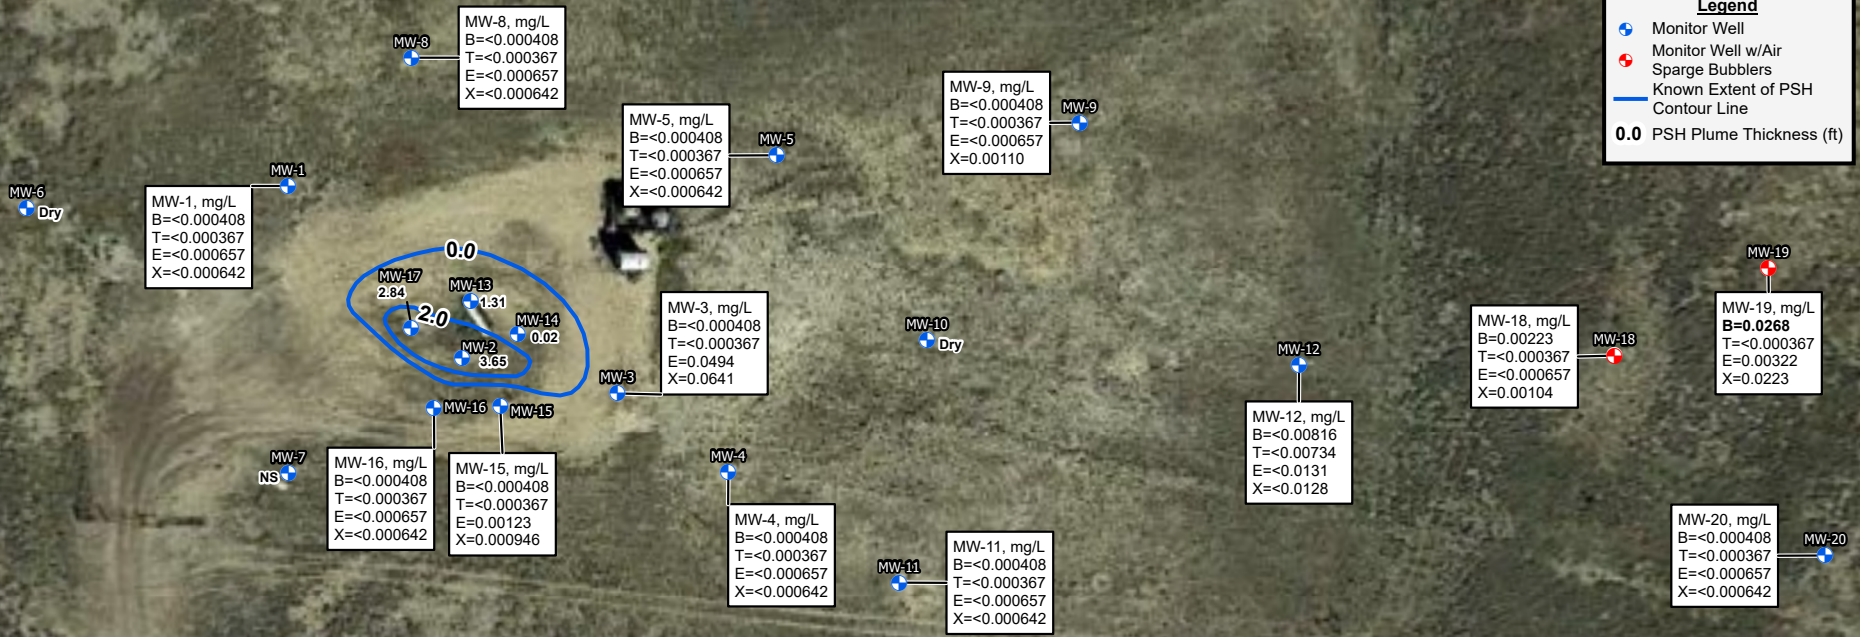 Legend
Monitor Well
Monitor Well w/Air
Sparge Bubblers
Known Extent of PSH
Contour Line
0.0 PSH Plume Thickness (ft)
MW-8
MW-8, mg/L
B=<0.000408
T=<0.000367
E=<0.000657
X=<0.000642
MW-5, mg/L
B=<0.000408
T=<0.000367
E=<0.000657
X=<0.000642
MW-5
MW-9, mg/L
B=<0.000408
T=<0.000367
E=<0.000657
X=0.00110
MW-9
MW-6
Dry
MW-1
MW-1, mg/L
B=<0.000408
T=<0.000367
E=<0.000657
X=<0.000642
0.0
MW-17
2.84
MW-13
1.31
2.0
MW-14
0.02
MW-2
3.65
MW-3, mg/L
B=<0.000408
T=<0.000367
E=0.0494
X=0.0641
MW-3
MW-10
Dry
MW-12
MW-12, mg/L
B=<0.00816
T=<0.00734
E=<0.0131
X=<0.0128
MW-18, mg/L
B=0.00223
T=<0.000367
E=<0.000657
X=0.00104
MW-18
MW-19
MW-19, mg/L
B=0.0268
T=<0.000367
E=0.00322
X=0.0223
MW-16
MW-15
MW-7
NS
MW-16, mg/L
B=<0.000408
T=<0.000367
E=<0.000657
X=<0.000642
MW-15, mg/L
B=<0.000408
T=<0.000367
E=0.00123
X=0.000946
MW-4
MW-4, mg/L
B=<0.000408
T=<0.000367
E=<0.000657
X=<0.000642
MW-11
MW-11, mg/L
B=<0.000408
T=<0.000367
E=<0.000657
X=<0.000642
MW-20, mg/L
B=<0.000408
T=<0.000367
E=<0.000657
X=<0.000642
MW-20